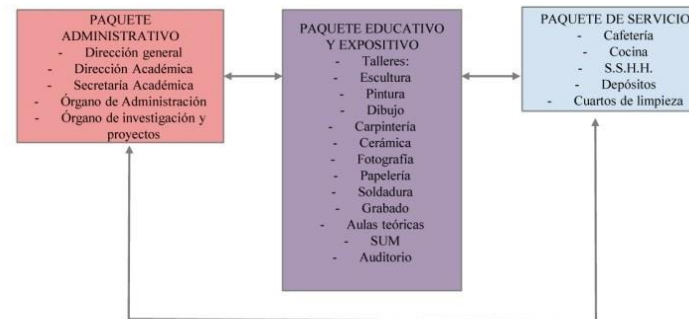 PAQUETE
ADMINISTRATIVO
- Dirección general
- Dirección Académica
- Secretaría Académica
- Órgano de Administración
- Órgano de investigación y
proyectos
PAQUETE EDUCATIVO
Y EXPOSITIVO
- Talleres:
- Escultura
- Pintura
- Dibujo
- Carpintería
- Cerámica
- Fotografía
- Papelería
- Soldadura
- Grabado
- Aulas teóricas
- SUM
- Auditorio
PAQUETE DE SERVICIO
- Cafetería
- Cocina
- S.S.H.H.
- Depósitos
- Cuartos de limpieza